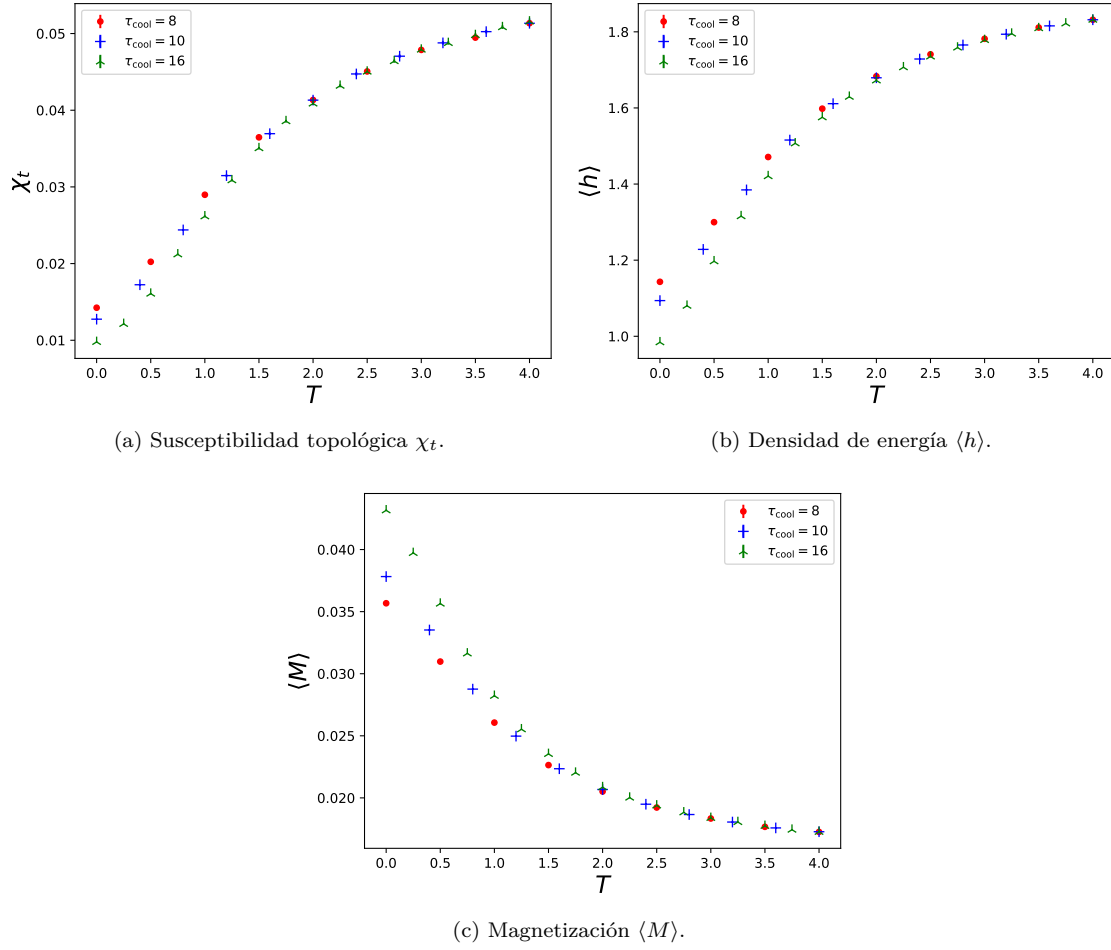 τcool = 8
τcool = 10
τcool = 16
0.05
0.04
0.03
0.02
0.01
χt
0.0 0.5 1.0 1.5 2.0 2.5 3.0 3.5 4.0
T
(a) Susceptibilidad topológica χt.
τcool = 8
τcool = 10
τcool = 16
1.8
1.6
1.4
1.2
1.0
⟨h⟩
0.0 0.5 1.0 1.5 2.0 2.5 3.0 3.5 4.0
T
(b) Densidad de energía ⟨h⟩.
τcool = 8
τcool = 10
τcool = 16
0.040
0.035
0.030
0.025
0.020
⟨M⟩
0.0 0.5 1.0 1.5 2.0 2.5 3.0 3.5 4.0
T
(c) Magnetización ⟨M⟩.